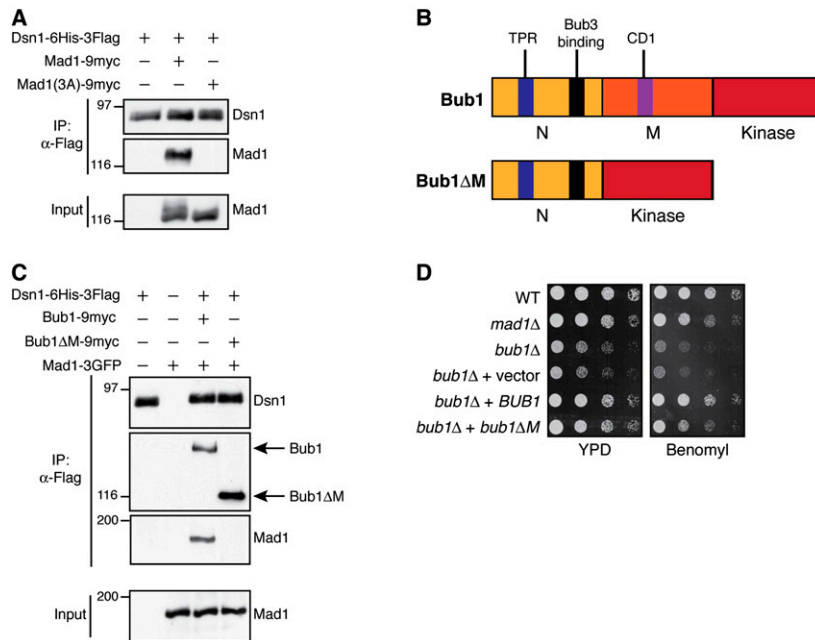 A
Dsn1-6His-3Flag + + +
Mad1-9myc − + −
Mad1(3A)-9myc − − +
IP:
α-Flag
97
Dsn1
116
Mad1
Input
116
Mad1
B
TPR
Bub3
binding
CD1
Bub1
N M Kinase
Bub1ΔM
N Kinase
C
Dsn1-6His-3Flag + − + +
Bub1-9myc − − + −
Bub1ΔM-9myc − − − +
Mad1-3GFP − + + +
IP:
α-Flag
97
Dsn1
Bub1
116
Bub1ΔM
200
Mad1
Input
200
Mad1
D
WT
mad1Δ
bub1Δ
bub1Δ + vector
bub1Δ + BUB1
bub1Δ + bub1ΔM
YPD Benomyl